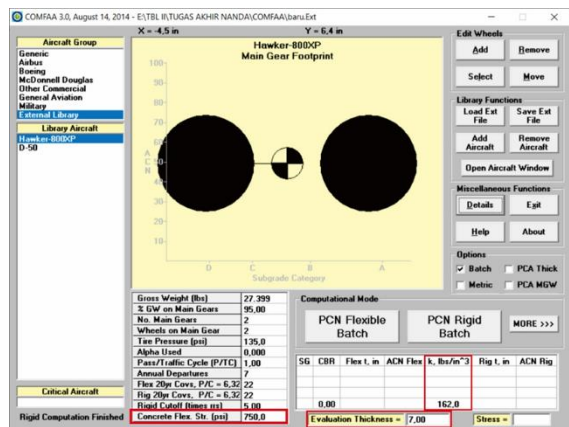 COMFAA 3.0, August 14, 2014 - E:\TBL II\TUGAS AKHIR NANDA\COMFAA\baru.Ext
Aircraft Group
Generic
Airbus
Boeing
McDonnell Douglas
Other Commercial
General Aviation
Military
External Library
Library Aircraft
Hawker-800XP
D-50
Critical Aircraft
Rigid Computation Finished
X = -4,5 in Y = 6,4 in
Hawker-800XP
Main Gear Footprint
100
90
80
70
60
50
40
30
20
10
A C N
D C B A
Subgrade Category
Gross Weight (lbs) 27.399
% GW on Main Gears 95,00
No. Main Gears 2
Wheels on Main Gear 2
Tire Pressure (psi) 135,0
Alpha Used 0,000
Pass/Traffic Cycle (P/TC) 1,00
Annual Departures 7
Flex 20yr Covs, P/C = 6,32 22
Rig 20yr Covs, P/C = 6,32 22
Rigid Cutoff (times rrs) 5,00
Concrete Flex. Str. (psi) 750,0
Edit Wheels
Add Remove
Select Move
Library Functions
Load Ext File Save Ext File
Add Aircraft Remove Aircraft
Open Aircraft Window
Miscellaneous Functions
Details Exit
Help About
Options
Batch PCA Thick
Metric PCA MGW
Computational Mode
PCN Flexible Batch PCN Rigid Batch MORE >>>
SG CBR Flex t, in ACN Flex k, lbs/in^3 Rig t, in ACN Rig
0,00 162,0
Evaluation Thickness = 7,00 Stress =